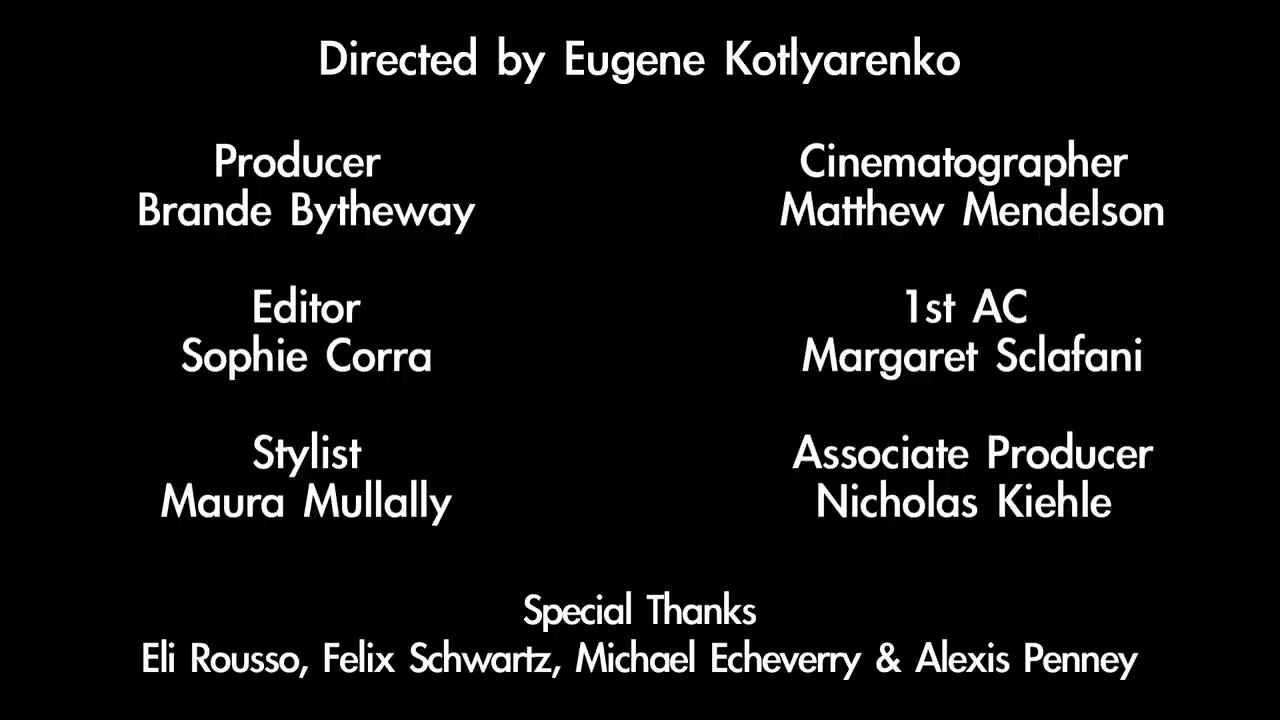 Directed by Eugene Kotlyarenko
Producer
Brande Bytheway
Cinematographer
Matthew Mendelson
Editor
Sophie Corra
1st AC
Margaret Sclafani
Stylist
Maura Mullally
Associate Producer
Nicholas Kiehle
Special Thanks
Eli Rousso, Felix Schwartz, Michael Echeverry & Alexis Penney